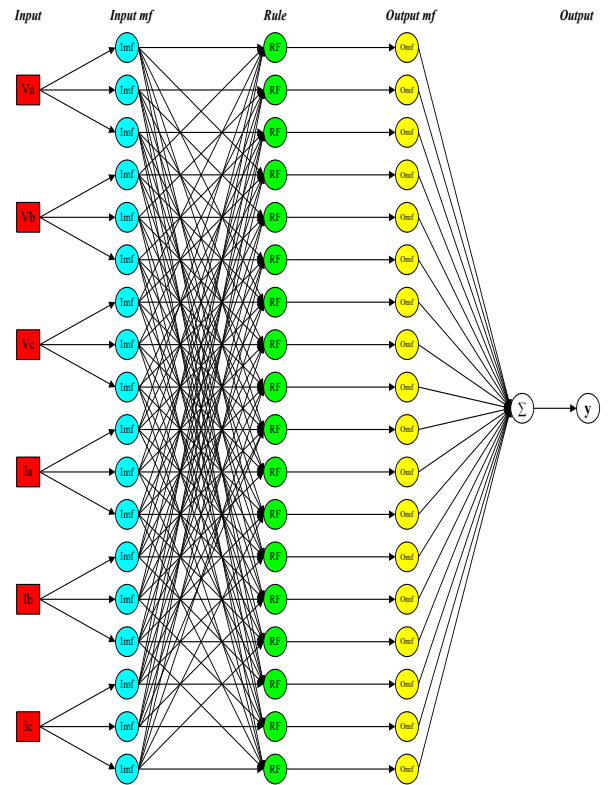 Input Input mf Rule Output mf Output
Imf RF Omf
Va Imf RF Omf
Imf RF Omf
Imf RF Omf
Vb Imf RF Omf
Imf RF Omf
Imf RF Omf
Vc Imf RF Omf
Imf RF Omf
∑ y
Imf RF Omf
Ia Imf RF Omf
Imf RF Omf
Imf RF Omf
Ib Imf RF Omf
Imf RF Omf
Imf RF Omf
Ic Imf RF Omf
Imf RF Omf